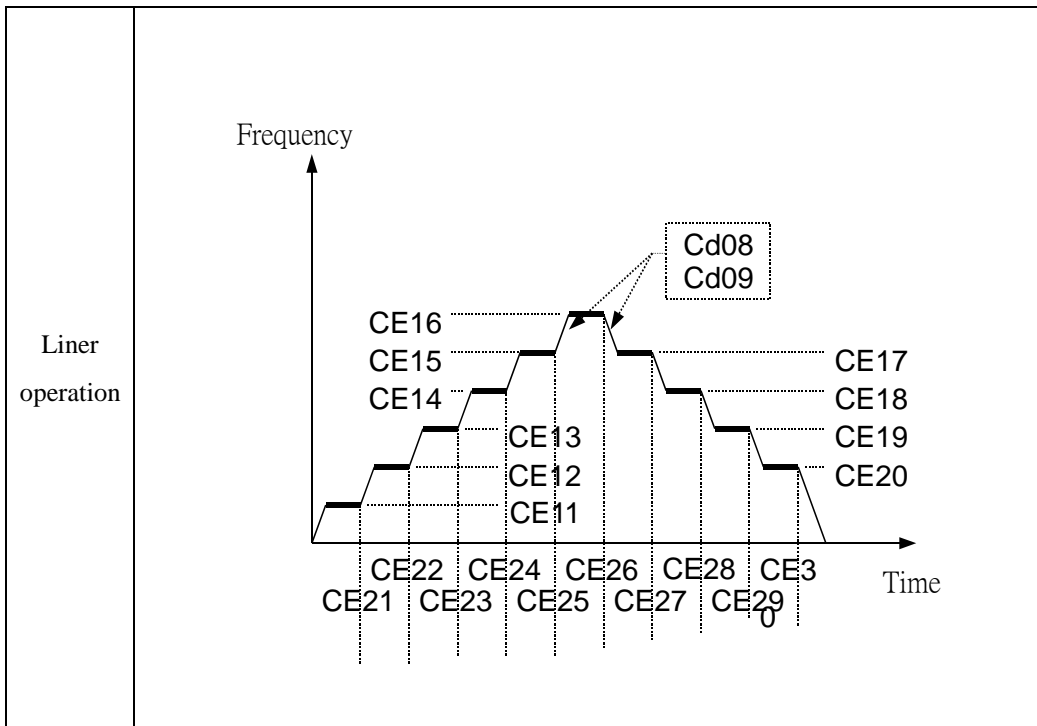 Liner
operation
Frequency
Cd08
Cd09
CE16
CE15
CE14
CE13
CE12
CE11
CE17
CE18
CE19
CE20
CE22 CE24 CE26 CE28 CE3
0
CE21 CE23 CE25 CE27 CE29
Time